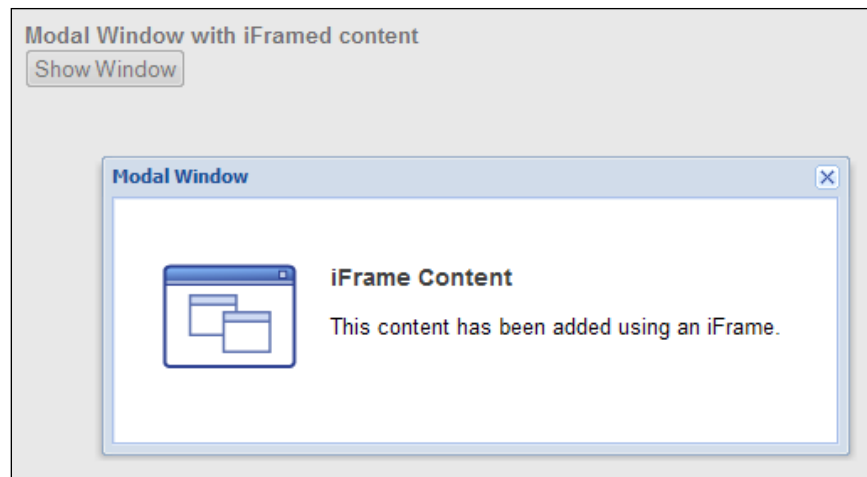 Modal Window with iFramed content
Show Window
Modal Window
iFrame Content
This content has been added using an iFrame.